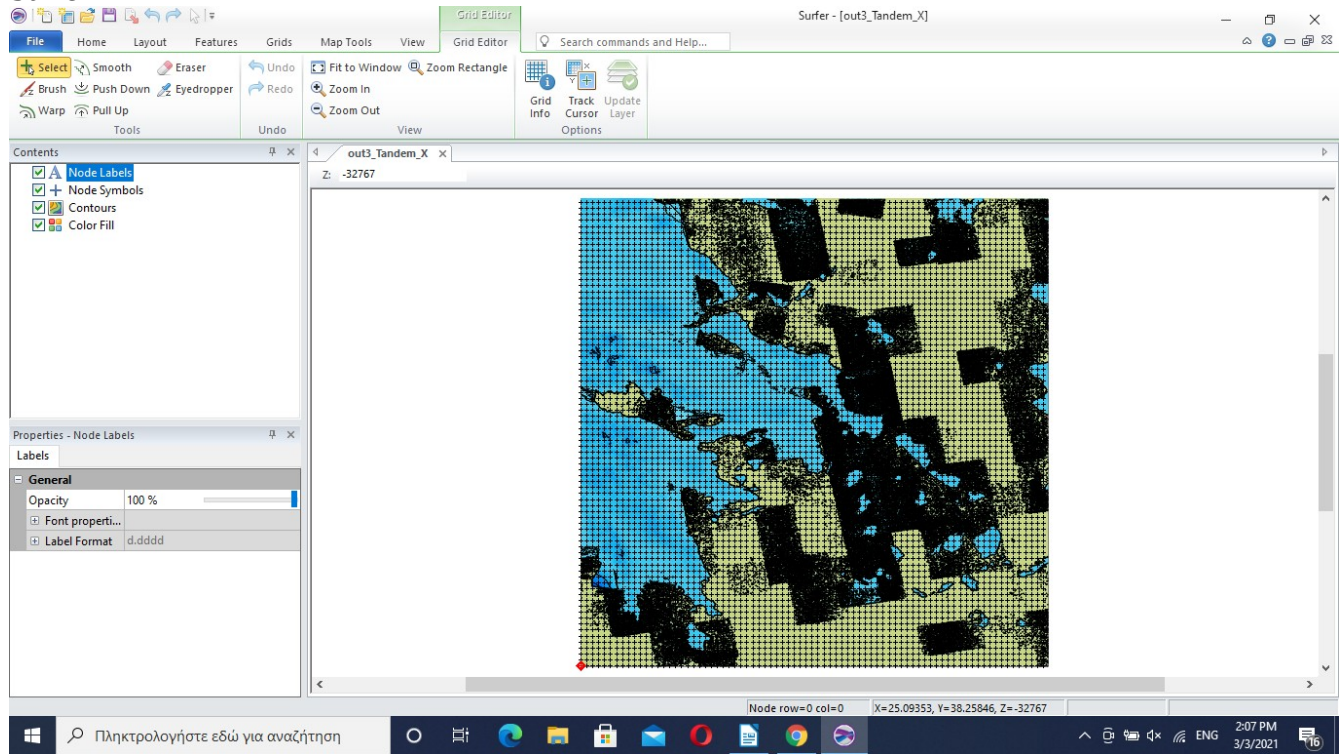 Grid Editor
Surfer - [out3_Tandem_X]
File Home Layout Features Grids Map Tools View Grid Editor Search commands and Help...
Select Smooth Eraser Undo Fit to Window Zoom Rectangle
Brush Push Down Eyedropper Redo Zoom In
Warp Pull Up Zoom Out
Grid Info Track Cursor Update Layer
Tools Undo View Options
Contents
Node Labels
Node Symbols
Contours
Color Fill
out3_Tandem_X
Z: -32767
Properties - Node Labels
Labels
General
Opacity 100 %
Font properti...
Label Format d.dddd
Node row=0 col=0 X=25.09353, Y=38.25846, Z=-32767
Πληκτρολογήστε εδώ για αναζήτηση
ENG
2:07 PM
3/3/2021
16